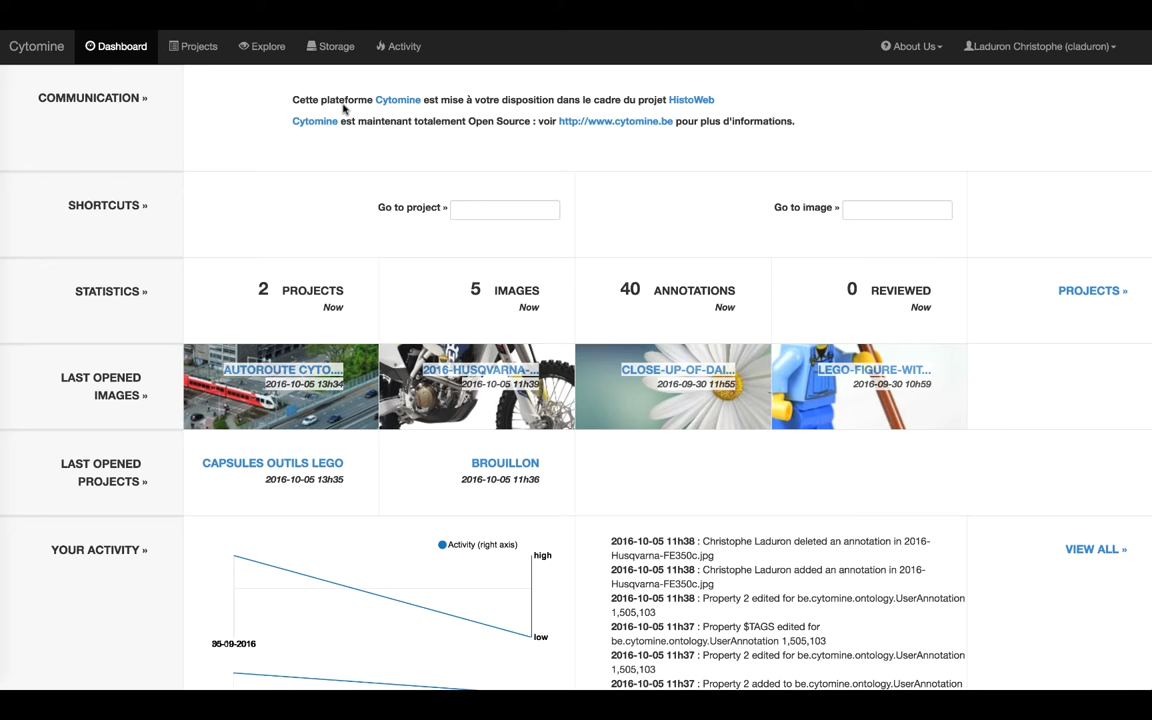 Cytomine Dashboard Projects Explore Storage Activity About Us Laduron Christophe (claduron)
COMMUNICATION »
Cette plateforme Cytomine est mise à votre disposition dans le cadre du projet HistoWeb
Cytomine est maintenant totalement Open Source : voir http://www.cytomine.be pour plus d'informations.
SHORTCUTS »
Go to project »
Go to image »
STATISTICS »
2 PROJECTS
Now
5 IMAGES
Now
40 ANNOTATIONS
Now
0 REVIEWED
Now
PROJECTS »
LAST OPENED
IMAGES »
AUTOROUTE CYTO....
2016-10-05 13h34
2016-HUSQVARNA-...
2016-10-05 11h39
CLOSE-UP-OF-DAI...
2016-09-30 11h55
LEGO-FIGURE-WIT...
2016-09-30 10h59
LAST OPENED
PROJECTS »
CAPSULES OUTILS LEGO
2016-10-05 13h35
BROUILLON
2016-10-05 11h36
YOUR ACTIVITY »
Activity (right axis)
high
low
2016-10-05 11h38 : Christophe Laduron deleted an annotation in 2016-
Husqvarna-FE350c.jpg
2016-10-05 11h38 : Christophe Laduron added an annotation in 2016-
Husqvarna-FE350c.jpg
2016-10-05 11h38 : Property 2 edited for be.cytomine.ontology.UserAnnotation
1,505,103
2016-10-05 11h37 : Property $TAGS edited for
be.cytomine.ontology.UserAnnotation 1,505,103
2016-10-05 11h37 : Property 2 edited for be.cytomine.ontology.UserAnnotation
1,505,103
2016-10-05 11h37 : Property 2 added to be.cytomine.ontology.UserAnnotation
VIEW ALL »